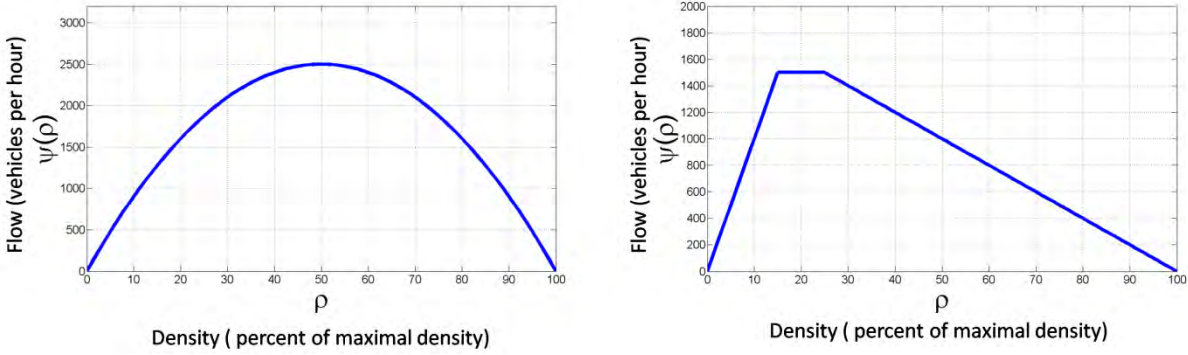 Flow (vehicles per hour)
ψ(ρ)
3000
2500
2000
1500
1000
500
0
0 10 20 30 40 50 60 70 80 90 100
ρ
Density ( percent of maximal density)
Flow (vehicles per hour)
ψ(ρ)
2000
1800
1600
1400
1200
1000
800
600
400
200
0
0 10 20 30 40 50 60 70 80 90 100
ρ
Density ( percent of maximal density)